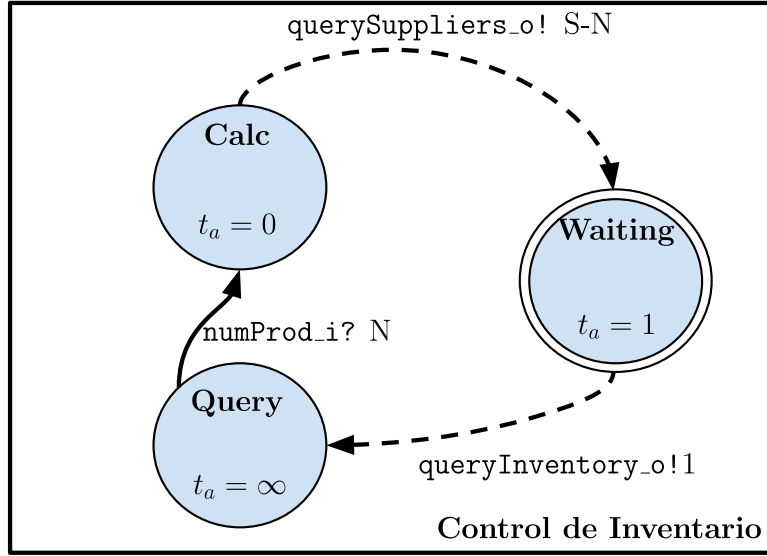 querySuppliers_o! S-N
Calc
t_a = 0
Waiting
t_a = 1
numProd_i? N
Query
t_a = ∞
queryInventory_o!1
Control de Inventario